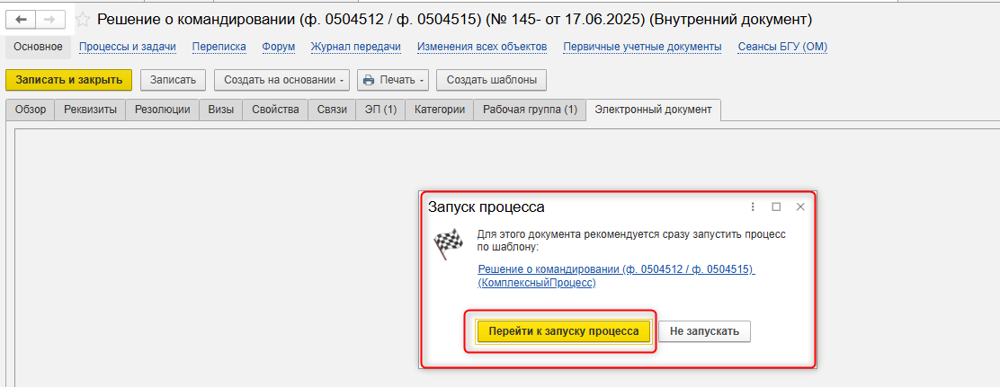 Решение о командировании (ф. 0504512 / ф. 0504515) (№ 145- от 17.06.2025) (Внутренний документ)
Основное Процессы и задачи Переписка Форум Журнал передачи Изменения всех объектов Первичные учетные документы Сеансы БГУ (ОМ)
Записать и закрыть Записать Создать на основании Печать Создать шаблоны
Обзор Реквизиты Резолюции Визы Свойства Связи ЭП (1) Категории Рабочая группа (1) Электронный документ
Запуск процесса
Для этого документа рекомендуется сразу запустить процесс
по шаблону:
Решение о командировании (ф. 0504512 / ф. 0504515)
(КомплексныйПроцесс)
Перейти к запуску процесса Не запускать